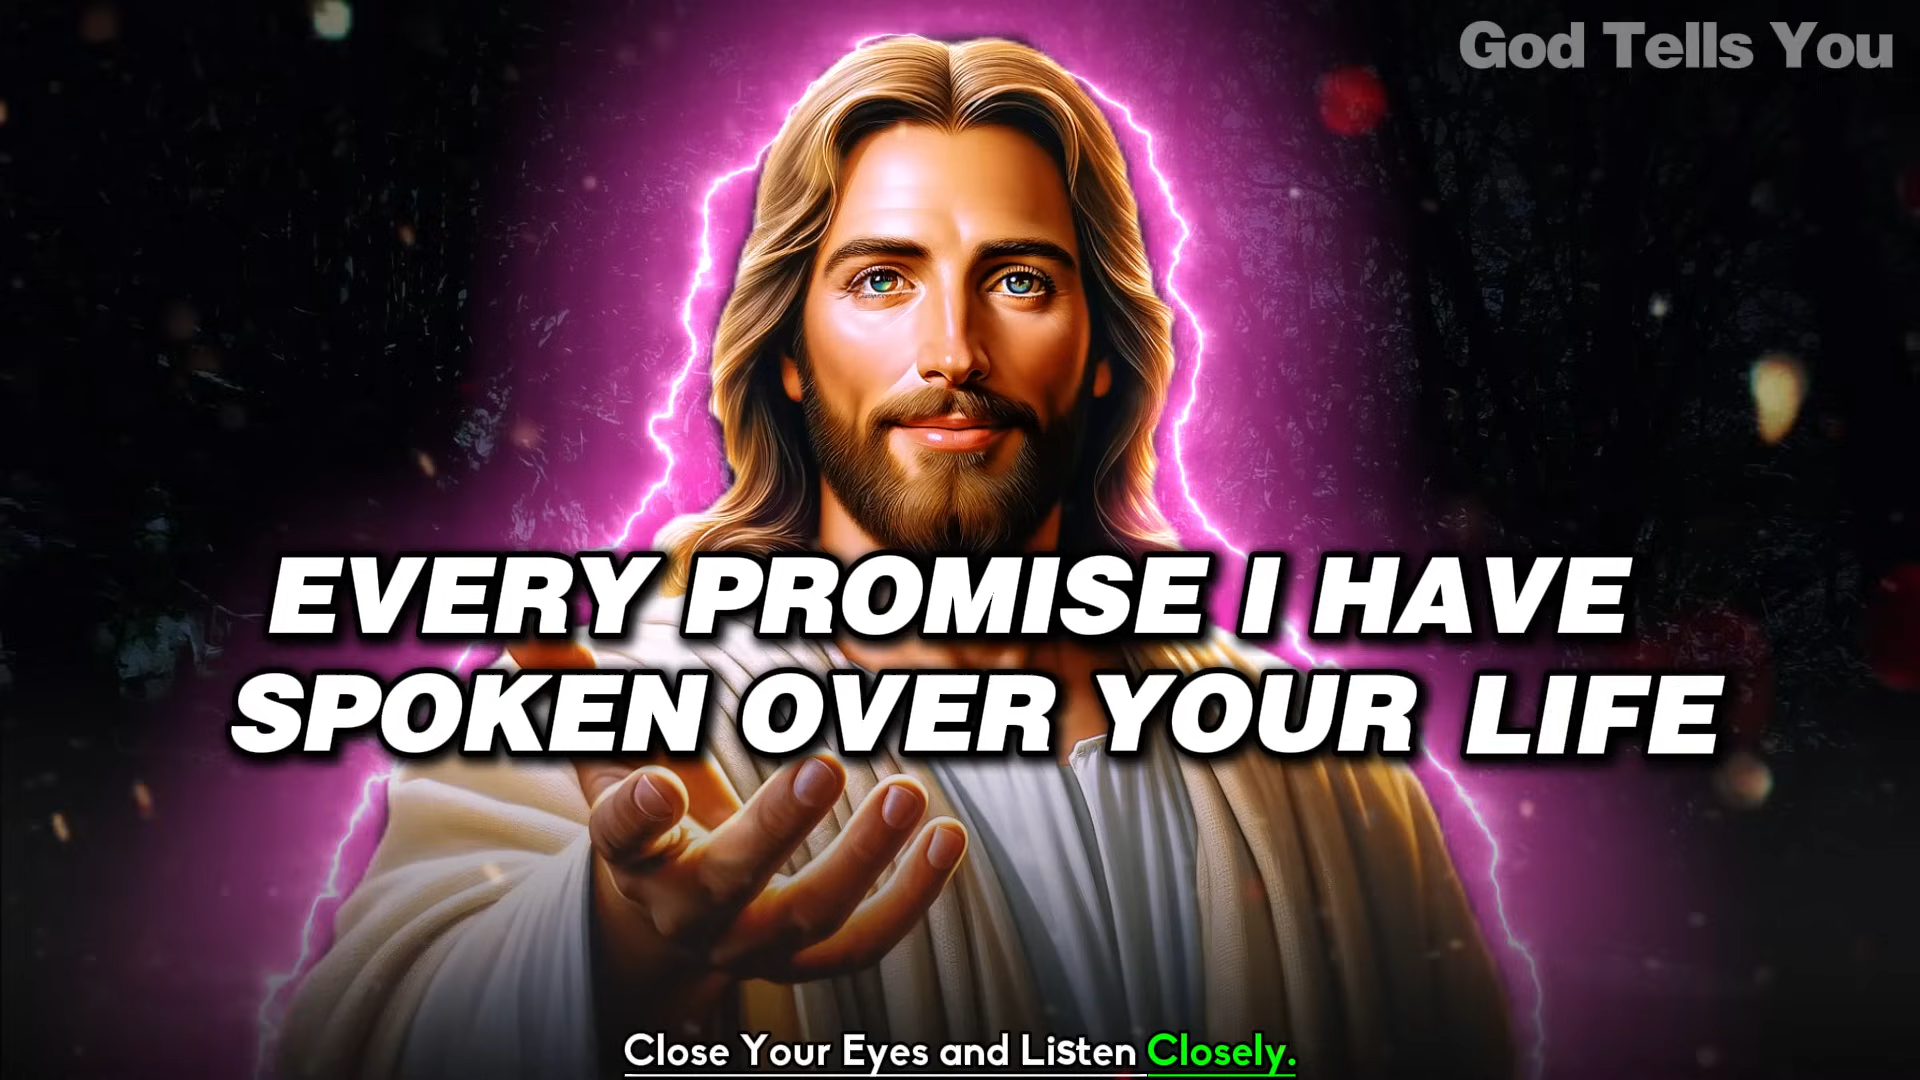 God Tells You
EVERY PROMISE I HAVE
SPOKEN OVER YOUR LIFE
Close Your Eyes and Listen Closely.